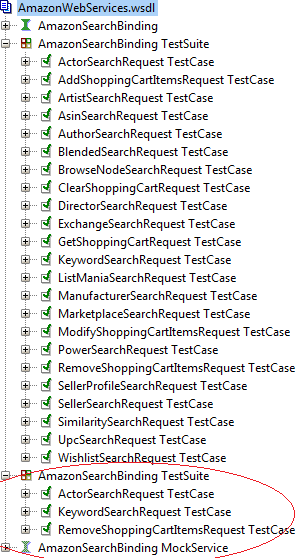 AmazonWebServices.wsdl
AmazonSearchBinding
AmazonSearchBinding TestSuite
ActorSearchRequest TestCase
AddShoppingCartItemsRequest TestCase
ArtistSearchRequest TestCase
AsinSearchRequest TestCase
AuthorSearchRequest TestCase
BlendedSearchRequest TestCase
BrowseNodeSearchRequest TestCase
ClearShoppingCartRequest TestCase
DirectorSearchRequest TestCase
ExchangeSearchRequest TestCase
GetShoppingCartRequest TestCase
KeywordSearchRequest TestCase
ListManiaSearchRequest TestCase
ManufacturerSearchRequest TestCase
MarketplaceSearchRequest TestCase
ModifyShoppingCartItemsRequest TestCase
PowerSearchRequest TestCase
RemoveShoppingCartItemsRequest TestCase
SellerProfileSearchRequest TestCase
SellerSearchRequest TestCase
SimilaritySearchRequest TestCase
UpcSearchRequest TestCase
WishlistSearchRequest TestCase
AmazonSearchBinding TestSuite
ActorSearchRequest TestCase
KeywordSearchRequest TestCase
RemoveShoppingCartItemsRequest TestCase
AmazonSearchBinding MockService